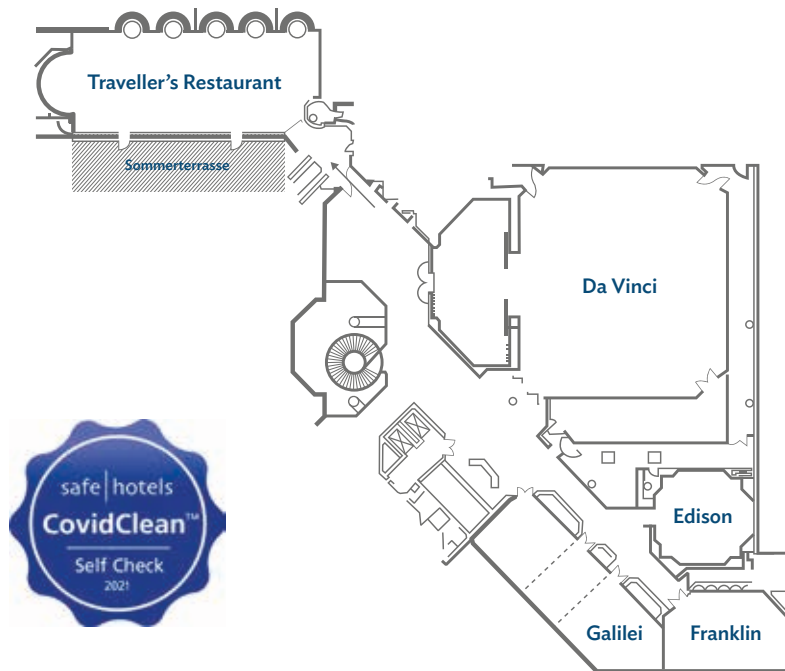 Traveller's Restaurant
Sommerterrasse
Da Vinci
safe|hotels
CovidClean™
Self Check
2021
Edison
Galilei
Franklin